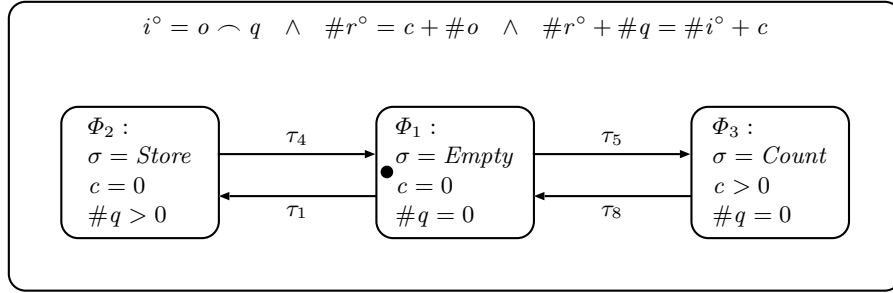 i° = o ⌢ q ∧ #r° = c + #o ∧ #r° + #q = #i° + c
Φ₂ :
σ = Store
c = 0
#q > 0
τ₄
τ₁
Φ₁ :
σ = Empty
c = 0
#q = 0
τ₅
τ₈
Φ₃ :
σ = Count
c > 0
#q = 0